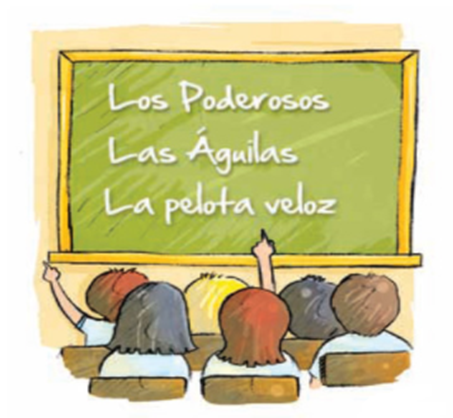 Los Poderosos
Las Águilas
La pelota veloz